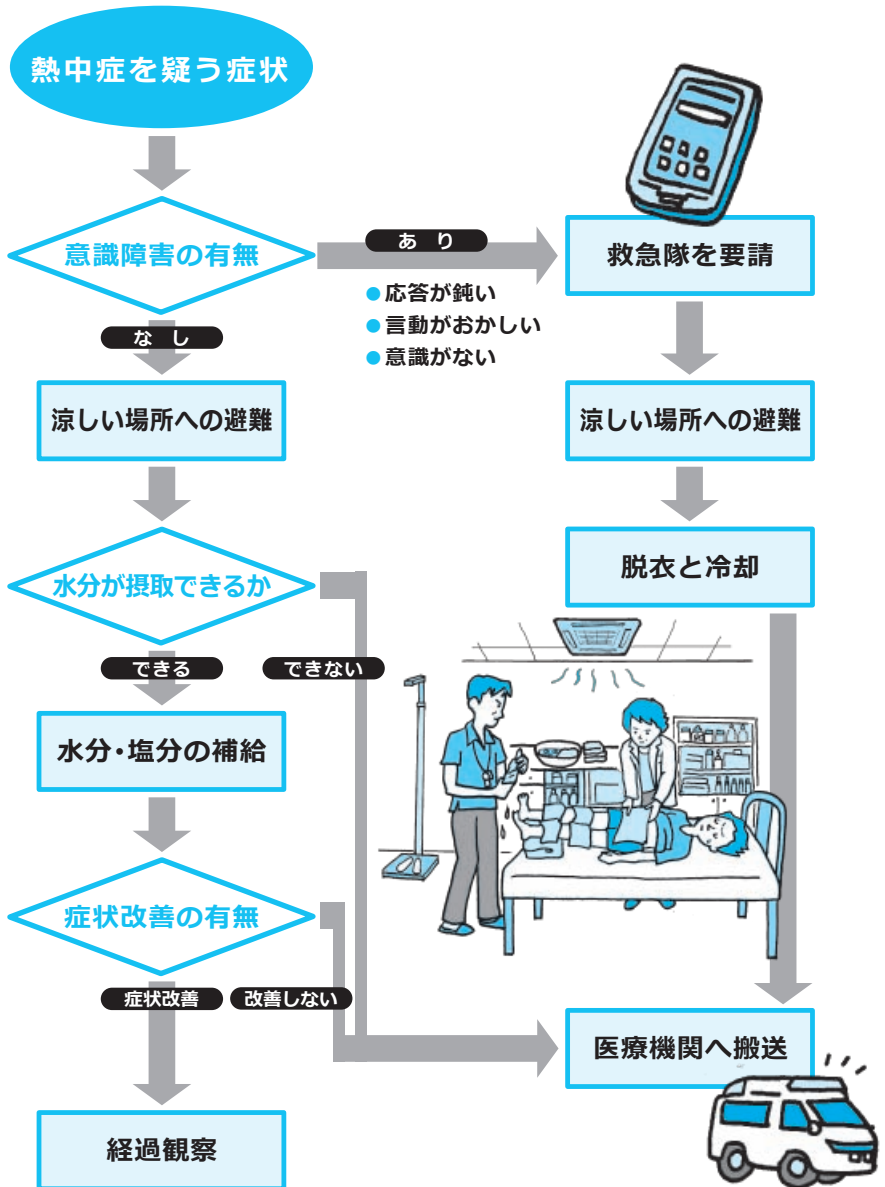 熱中症を疑う症状
意識障害の有無
あり
救急隊を要請
●応答が鈍い
●言動がおかしい
●意識がない
なし
涼しい場所への避難
涼しい場所への避難
水分が摂取できるか
脱衣と冷却
できる
できない
水分・塩分の補給
症状改善の有無
症状改善
改善しない
医療機関へ搬送
経過観察